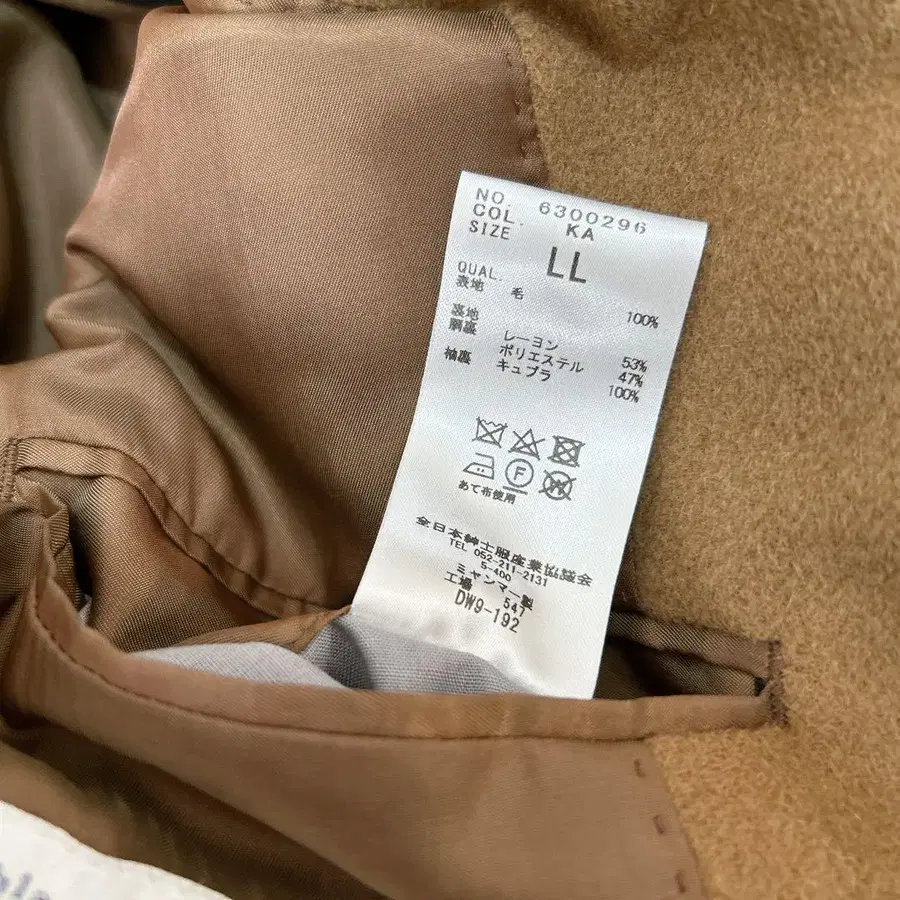 NO. 6300296
COL. KA
SIZE LL
QUAL.
表地 毛 100%
裏地
胴裏 レーヨン 53%
ポリエステル 47%
袖裏 キュプラ 100%
F
W
あて布使用
全日本紳士服産業協議会
TEL 052-211-2131
5-400
ミヤンマー製
工場 547
DW9-192